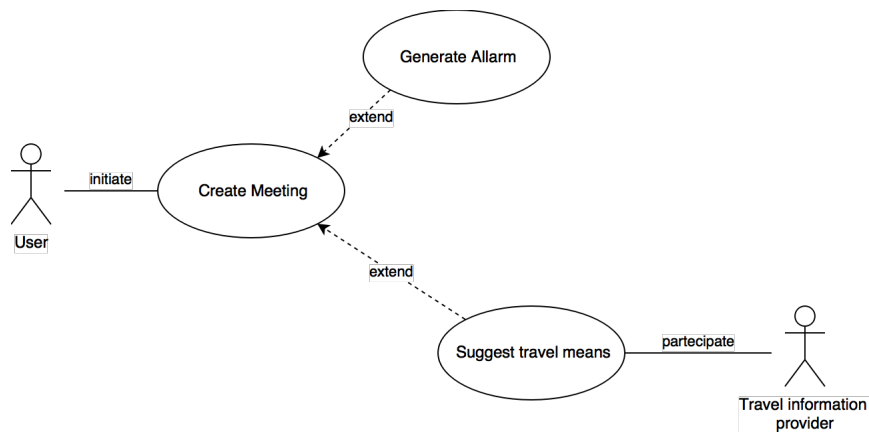 Generate Allarm
extend
initiate
Create Meeting
User
extend
Suggest travel means
partecipate
Travel information
provider